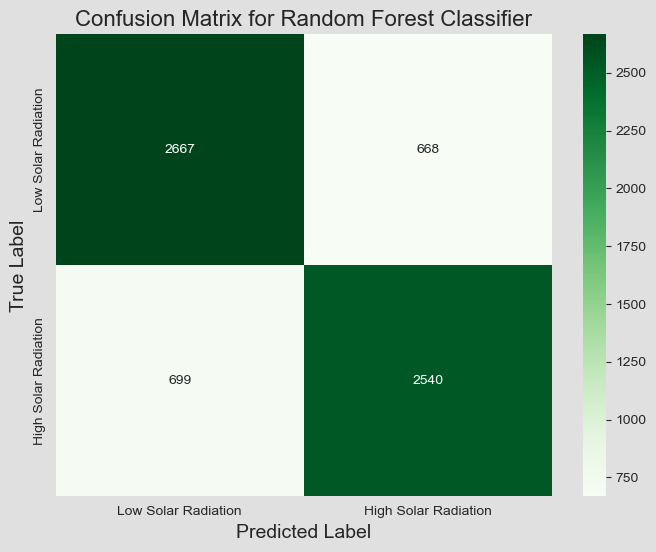 Confusion Matrix for Random Forest Classifier
True Label
Low Solar Radiation
High Solar Radiation
2667
668
699
2540
Low Solar Radiation
High Solar Radiation
Predicted Label
2500
2250
2000
1750
1500
1250
1000
750